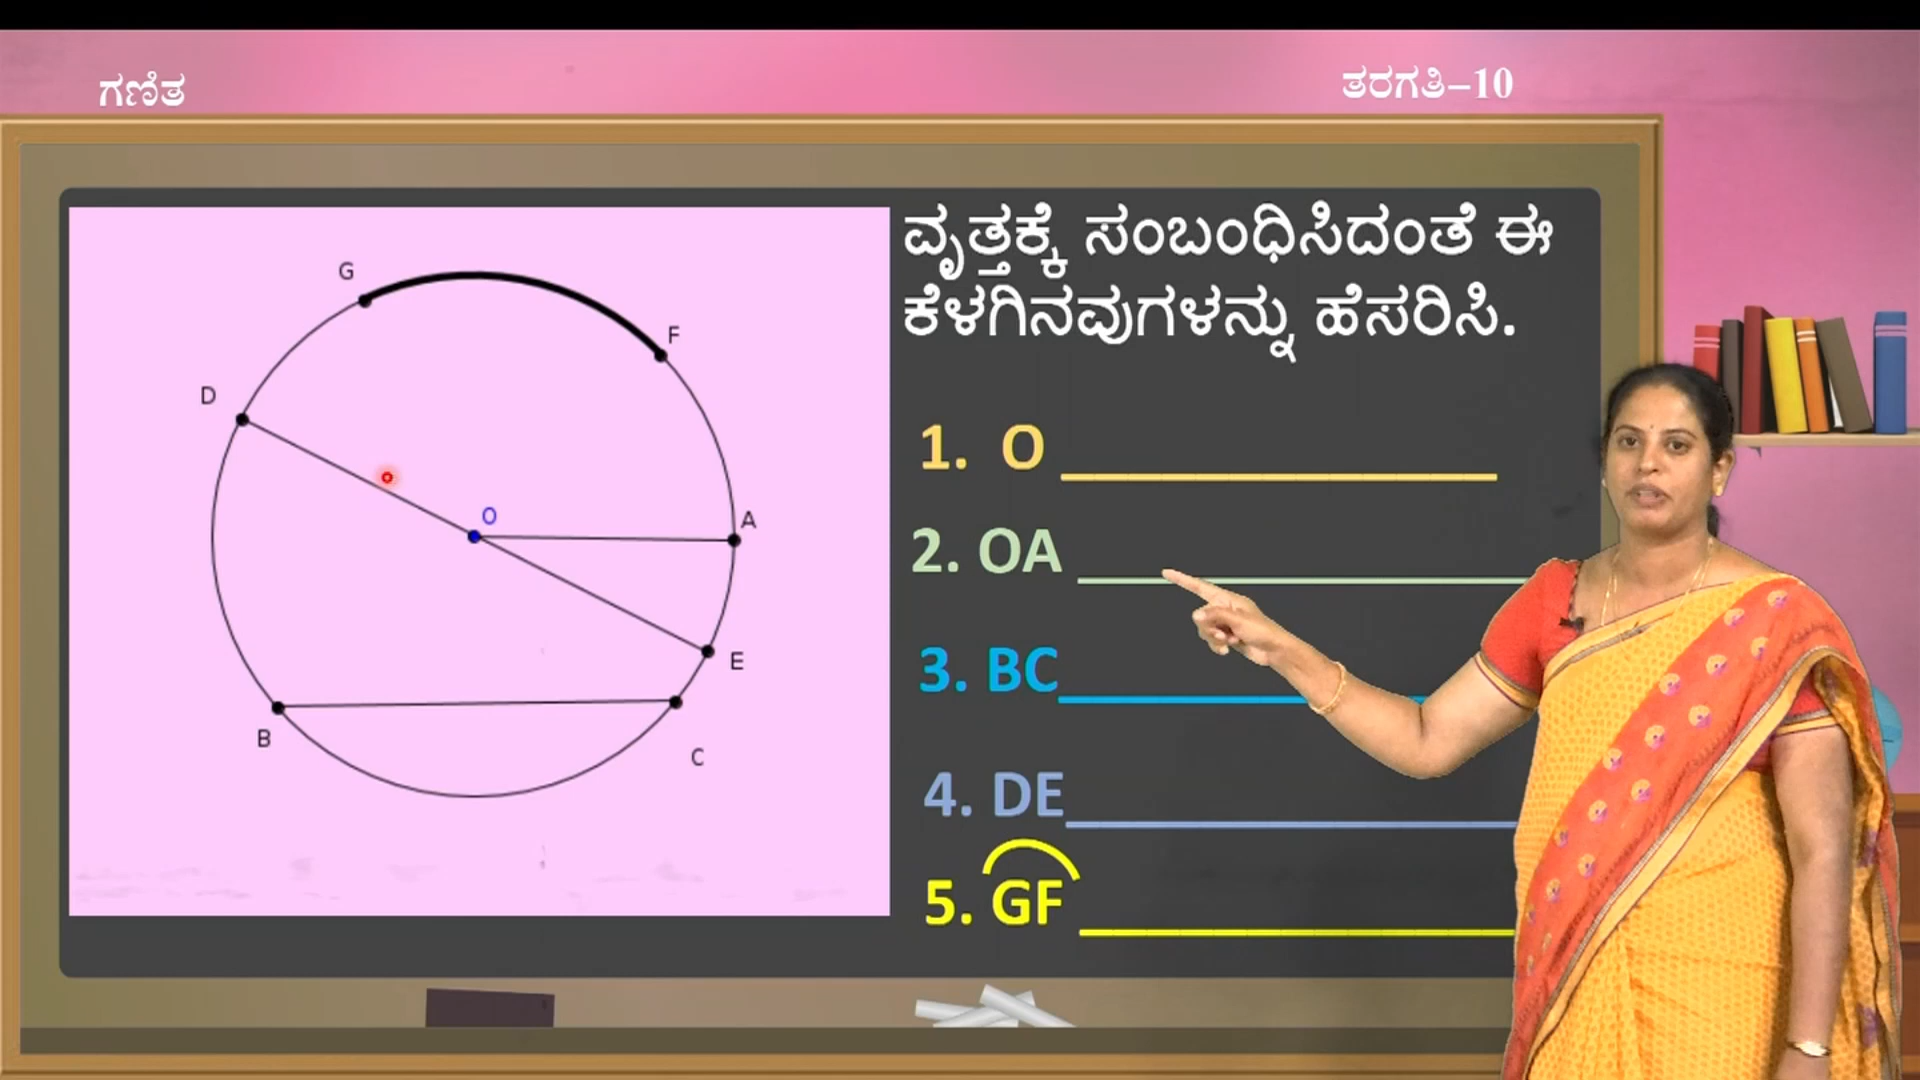 ಗಣಿತ
ತರಗತಿ-10
ವೃತ್ತಕ್ಕೆ ಸಂಬಂಧಿಸಿದಂತೆ ಈ
ಕೆಳಗಿನವುಗಳನ್ನು ಹೆಸರಿಸಿ.
G
F
D
O
A
E
B
C
1. O
2. OA
3. BC
4. DE
5. GF